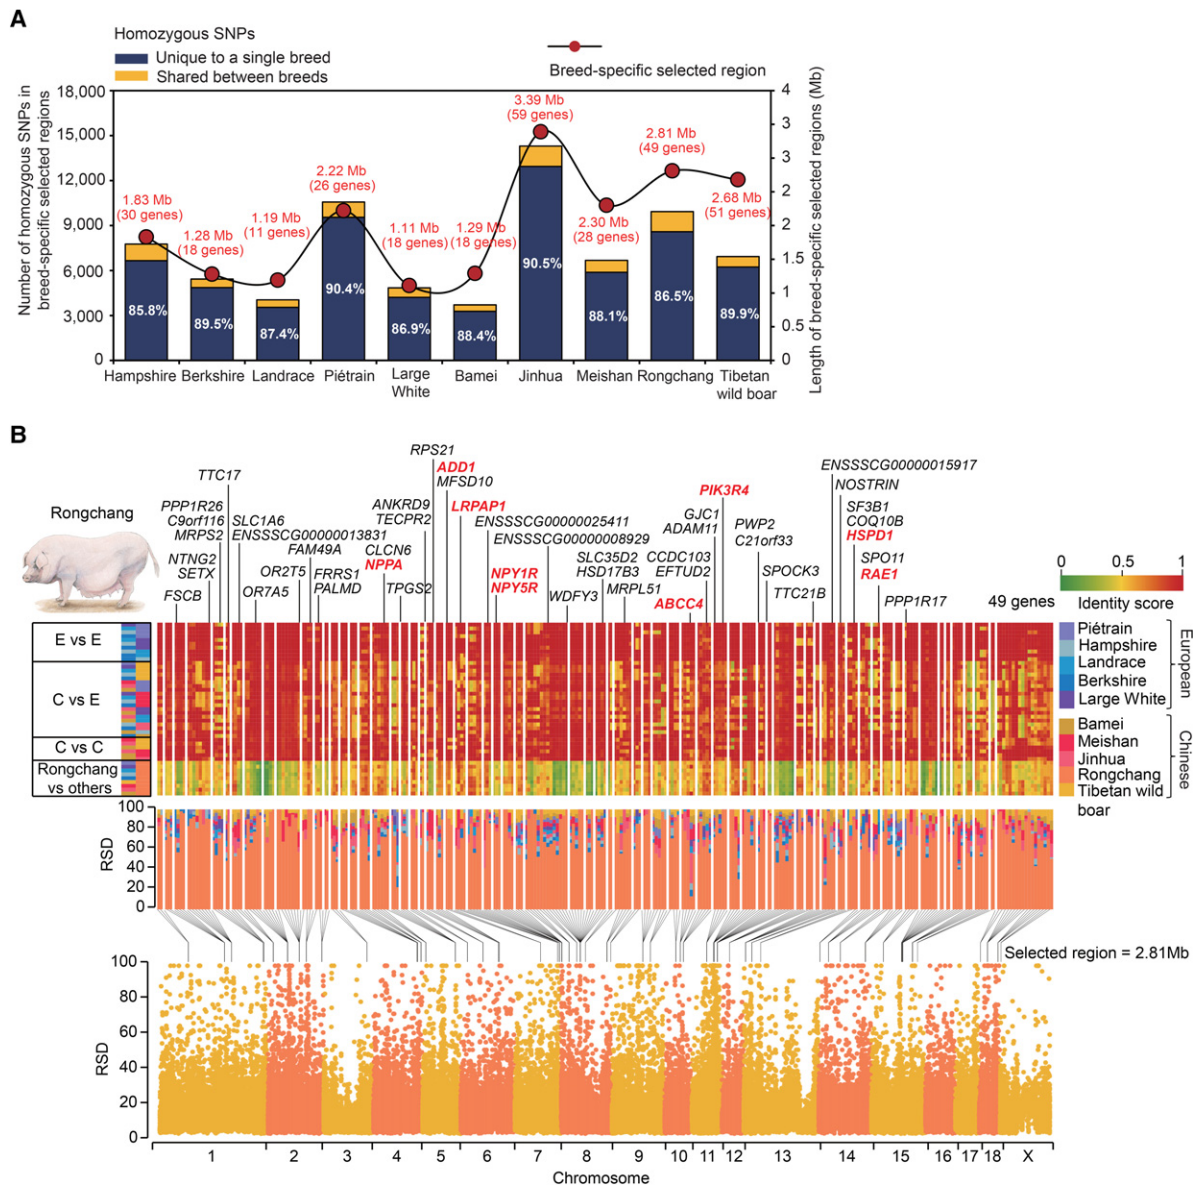 A
Homozygous SNPs
Unique to a single breed
Shared between breeds
Breed-specific selected region
Number of homozygous SNPs in
breed-specific selected regions
18,000
15,000
12,000
9,000
6,000
3,000
0
4
3
3
2
2
1.5
1
0.5
0
Length of breed-specific selected regions (Mb)
1.83 Mb
(30 genes)
1.28 Mb
(18 genes)
1.19 Mb
(11 genes)
2.22 Mb
(26 genes)
1.11 Mb
(18 genes)
1.29 Mb
(18 genes)
3.39 Mb
(59 genes)
2.30 Mb
(28 genes)
2.81 Mb
(49 genes)
2.68 Mb
(51 genes)
85.8%
89.5%
87.4%
90.4%
86.9%
88.4%
90.5%
88.1%
86.5%
89.9%
Hampshire
Berkshire
Landrace
Piétrain
Large
White
Bamei
Jinhua
Meishan
Rongchang
Tibetan
wild boar
B
Rongchang
TTC17
PPP1R26
C9orf116
MRPS2
NTNG2
SETX
FSCB
SLC1A6
ENSSSCG00000013831
FAM49A
OR2T5
OR7A5
FRRS1
PALMD
ANKRD9
TECPR2
CLCN6
NPPA
TPGS2
RPS21
ADD1
MFSD10
LRPAP1
ENSSSCG00000025411
ENSSSCG00000008929
NPY1R
NPY5R
WDFY3
SLC35D2
HSD17B3
MRPL51
PIK3R4
GJC1
ADAM11
CCDC103
EFTUD2
ABCC4
PWP2
C21orf33
SPOCK3
TTC21B
ENSSSCG00000015917
NOSTRIN
SF3B1
COQ10B
HSPD1
SPO11
RAE1
PPP1R17
49 genes
0
0.5
1
Identity score
E vs E
C vs E
C vs C
Rongchang
vs others
Piétrain
Hampshire
Landrace
Berkshire
Large White
European
Bamei
Meishan
Jinhua
Rongchang
Tibetan wild
boar
Chinese
RSD
100
80
60
40
20
0
Selected region = 2.81Mb
RSD
100
80
60
40
20
0
1
2
3
4
5
6
7
8
9
10
11
12
13
14
15
16
17
18
X
Chromosome